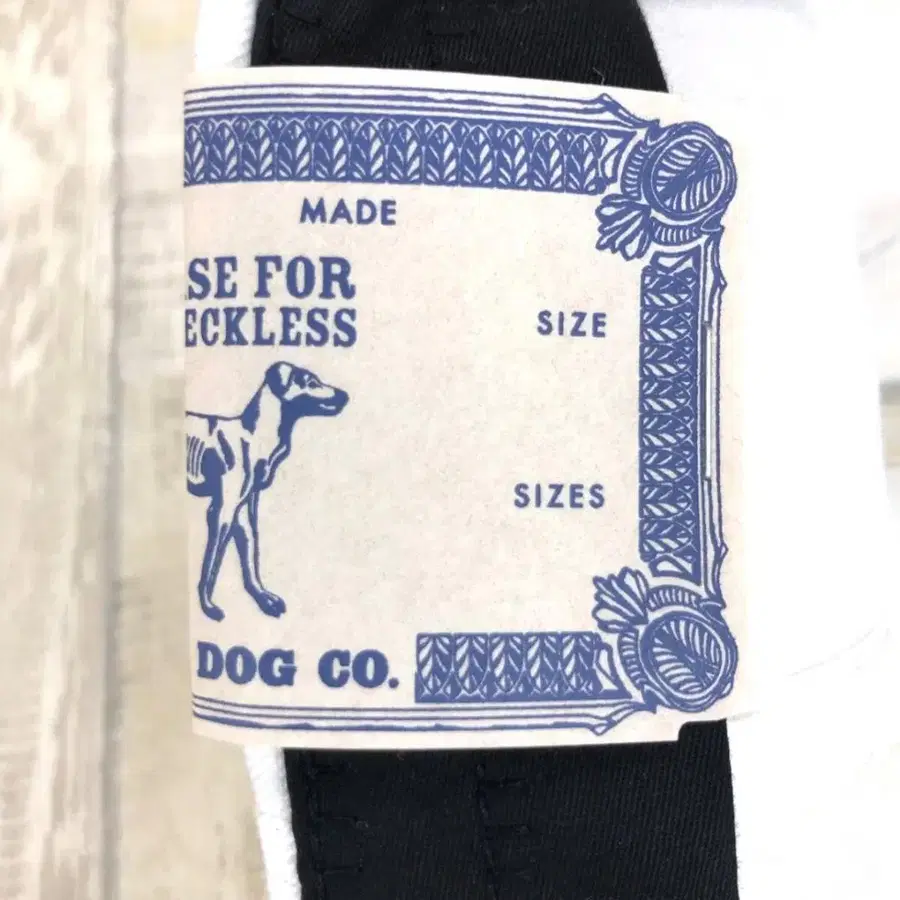 MADE
SE FOR
ECKLESS
SIZE
SIZES
DOG CO.